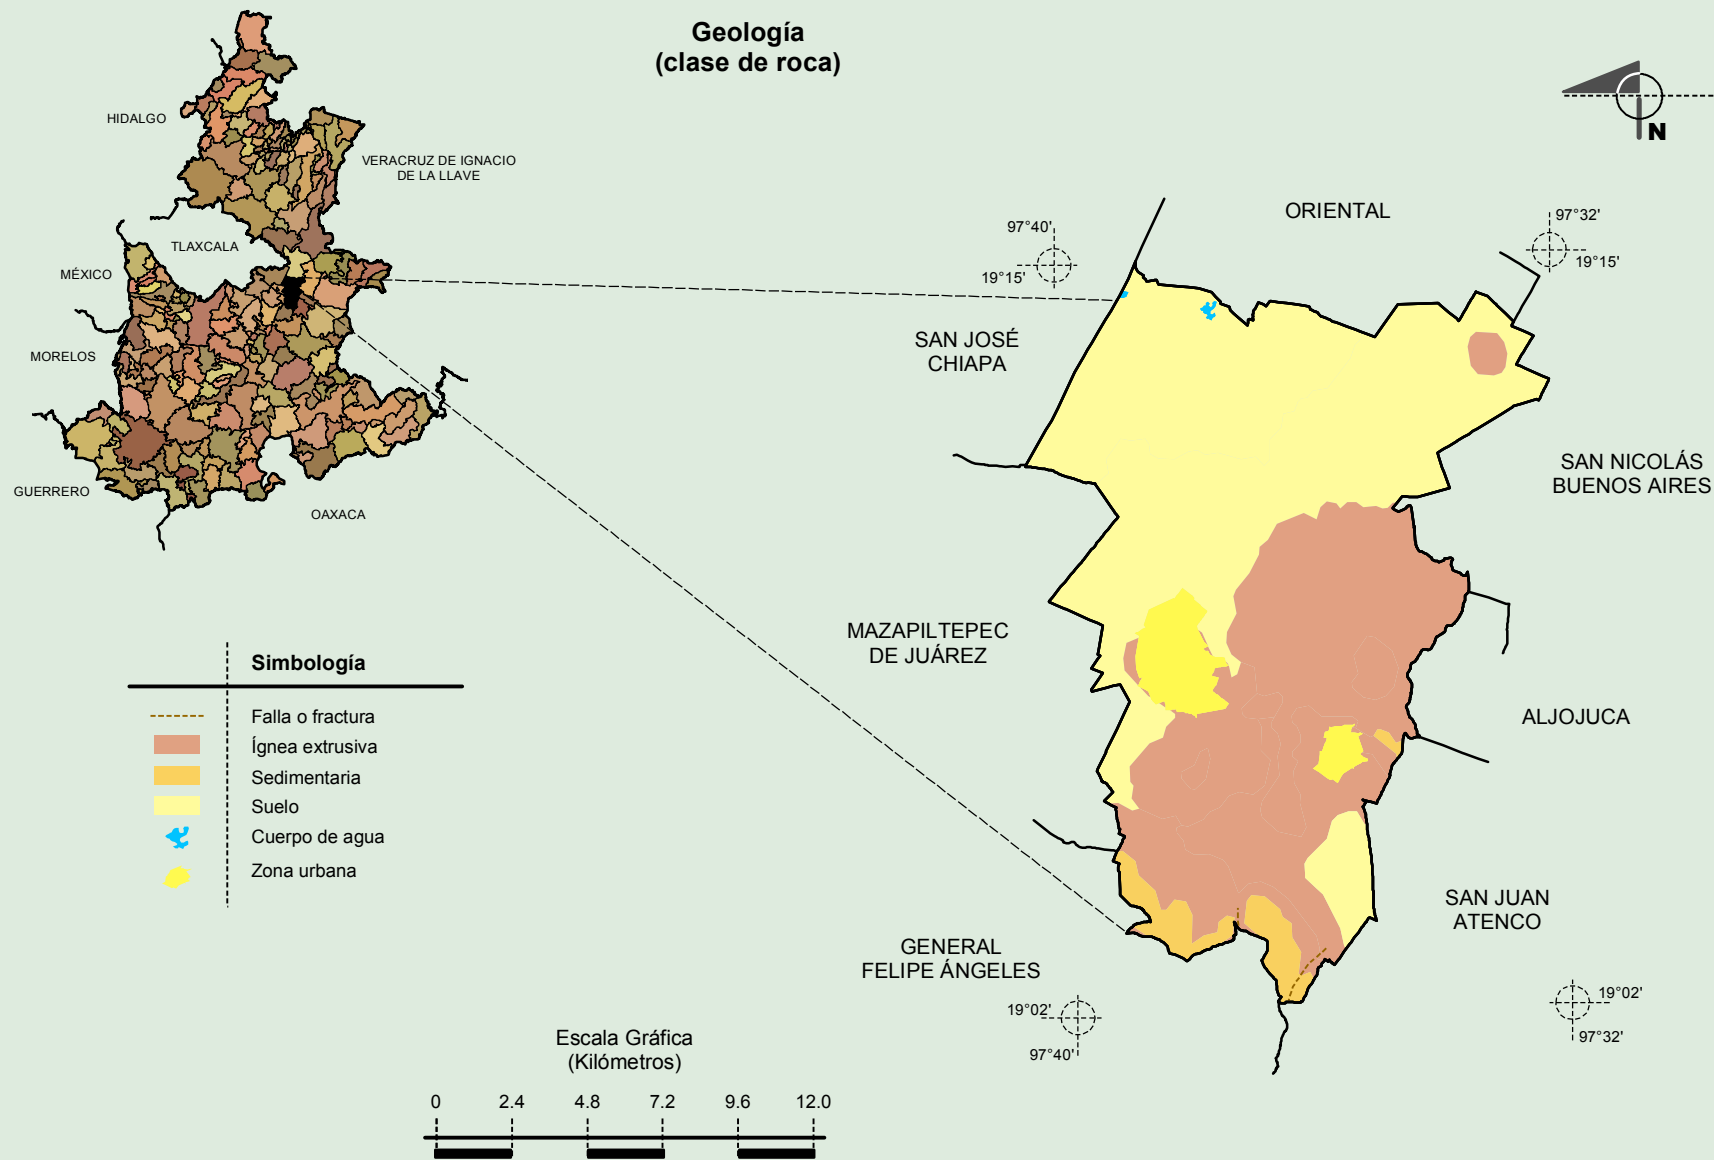 Geología
(clase de roca)
HIDALGO
VERACRUZ DE IGNACIO
DE LA LLAVE
TLAXCALA
MÉXICO
MORELOS
GUERRERO
OAXACA
N
ORIENTAL
97°40'
19°15'
97°32'
19°15'
SAN JOSÉ
CHIAPA
SAN NICOLÁS
BUENOS AIRES
MAZAPILTEPEC
DE JUÁREZ
ALJOJUCA
SAN JUAN
ATENCO
GENERAL
FELIPE ÁNGELES
19°02'
97°40'
19°02'
97°32'
Simbología
Falla o fractura
Ígnea extrusiva
Sedimentaria
Suelo
Cuerpo de agua
Zona urbana
Escala Gráfica
(Kilómetros)
0 2.4 4.8 7.2 9.6 12.0